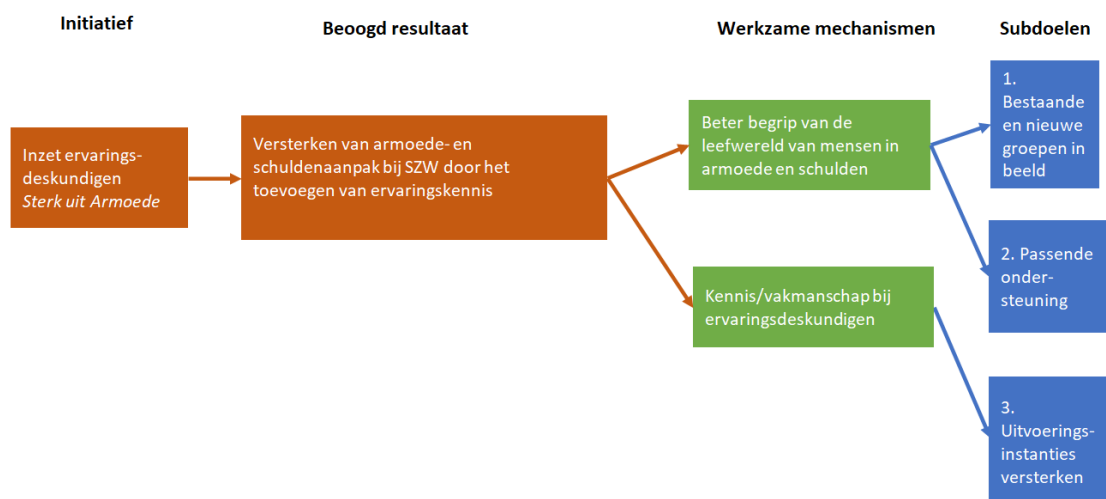 Initiatief
Beoogd resultaat
Werkzame mechanismen
Subdoelen
Inzet ervarings-
deskundigen
Sterk uit Armoede
Versterken van armoede- en
schuldenaanpak bij SZW door het
toevoegen van ervaringskennis
Beter begrip van de
leefwereld van mensen in
armoede en schulden
Kennis/vakmanschap bij
ervaringsdeskundigen
1.
Bestaande
en nieuwe
groepen in
beeld
2. Passende
onder-
steuning
3.
Uitvoerings-
instanties
versterken